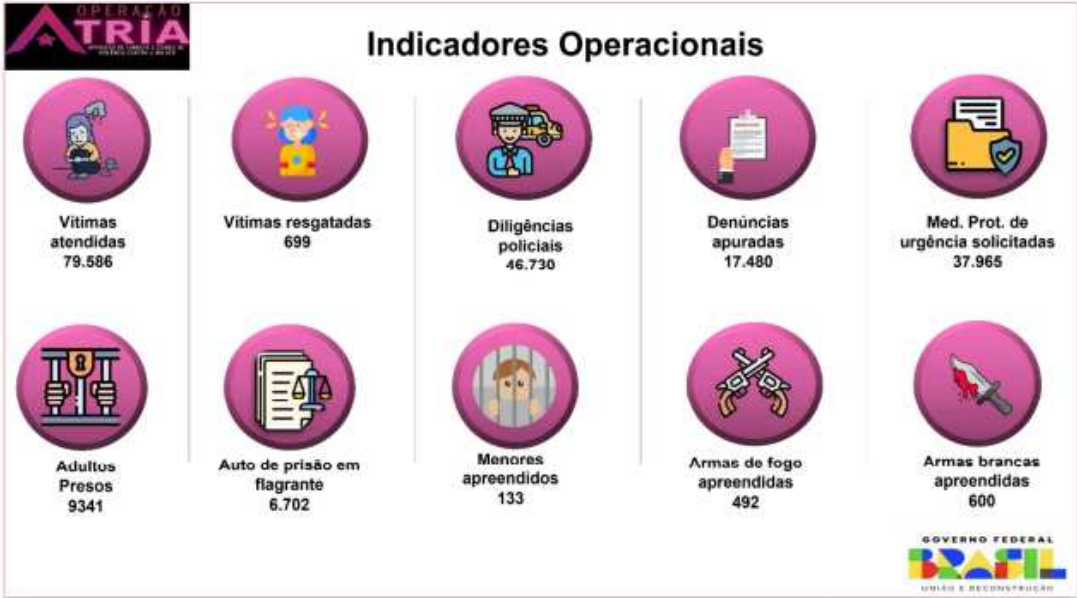 OPERAÇÃO
ÁTRIA
Indicadores Operacionais
Vítimas
atendidas
79.586
Vítimas resgatadas
699
Diligências
policiais
46.730
Denúncias
apuradas
17.480
Med. Prot. de
urgência solicitadas
37.965
Adultos
Presos
9341
Auto de prisão em
flagrante
6.702
Menores
apreendidos
133
Armas de fogo
apreendidas
492
Armas brancas
apreendidas
600
GOVERNO FEDERAL
BRASIL
UNIÃO E RECONSTRUÇÃO